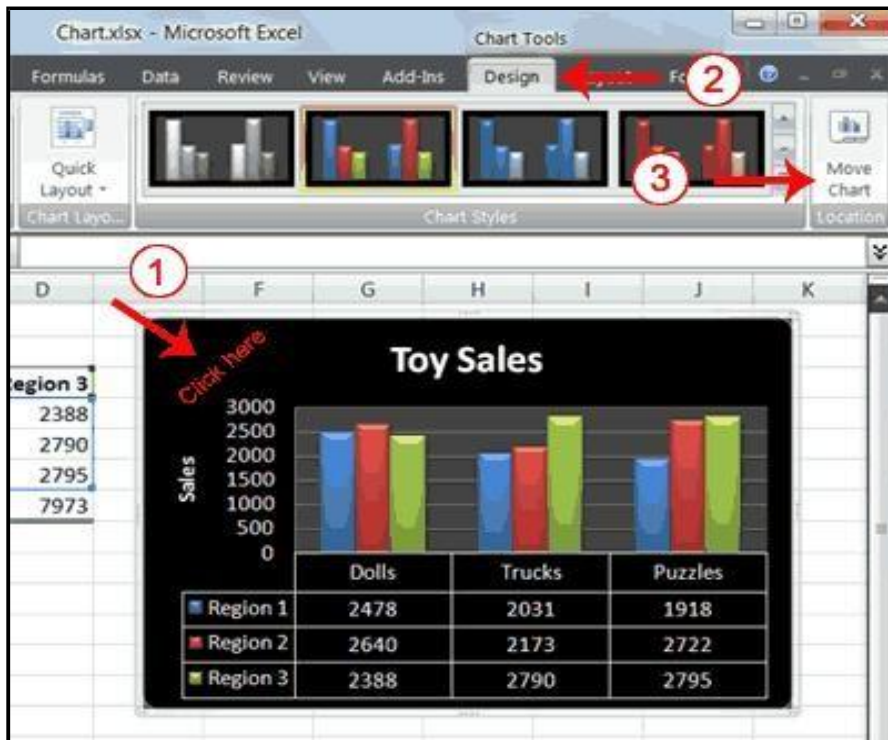 Chart.xlsx - Microsoft Excel
Chart Tools
Formulas Data Review View Add-Ins Design
2
Quick
Layout
3
Move
Chart
Chart Layo... Chart Styles Location
1
D F G H I J K
Click here
Toy Sales
Region 3
2388
2790
2795
7973
Sales
3000
2500
2000
1500
1000
500
0
Dolls Trucks Puzzles
Region 1 2478 2031 1918
Region 2 2640 2173 2722
Region 3 2388 2790 2795